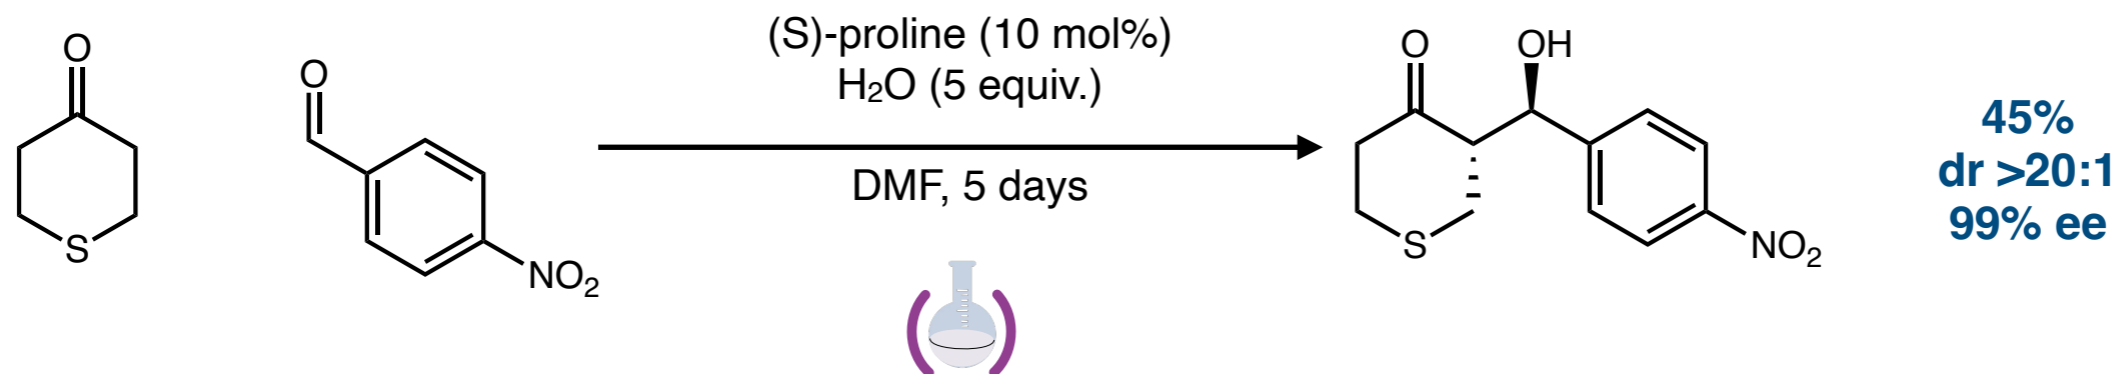 O
S
O
NO₂
(S)-proline (10 mol%)
H₂O (5 equiv.)
DMF, 5 days
O
OH
S
NO₂
45%
dr >20:1
99% ee